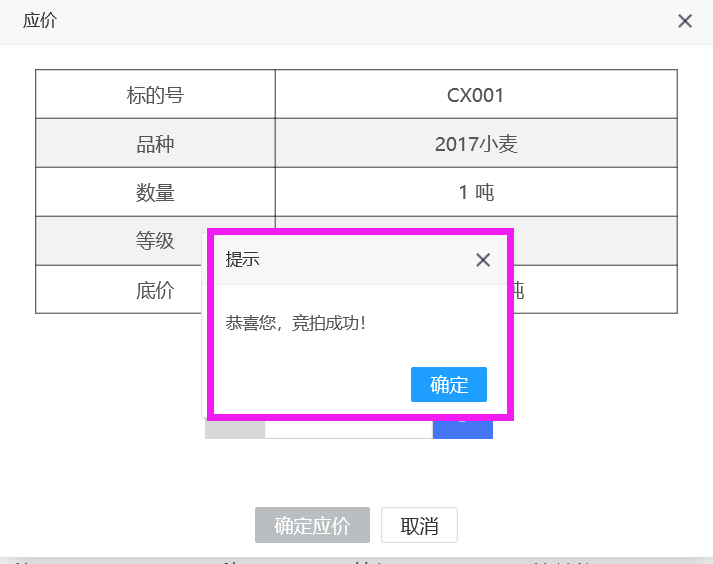 应价
标的号 CX001
品种 2017小麦
数量 1 吨
等级
底价 吨
提示
恭喜您，竞拍成功！
确定
确定应价 取消